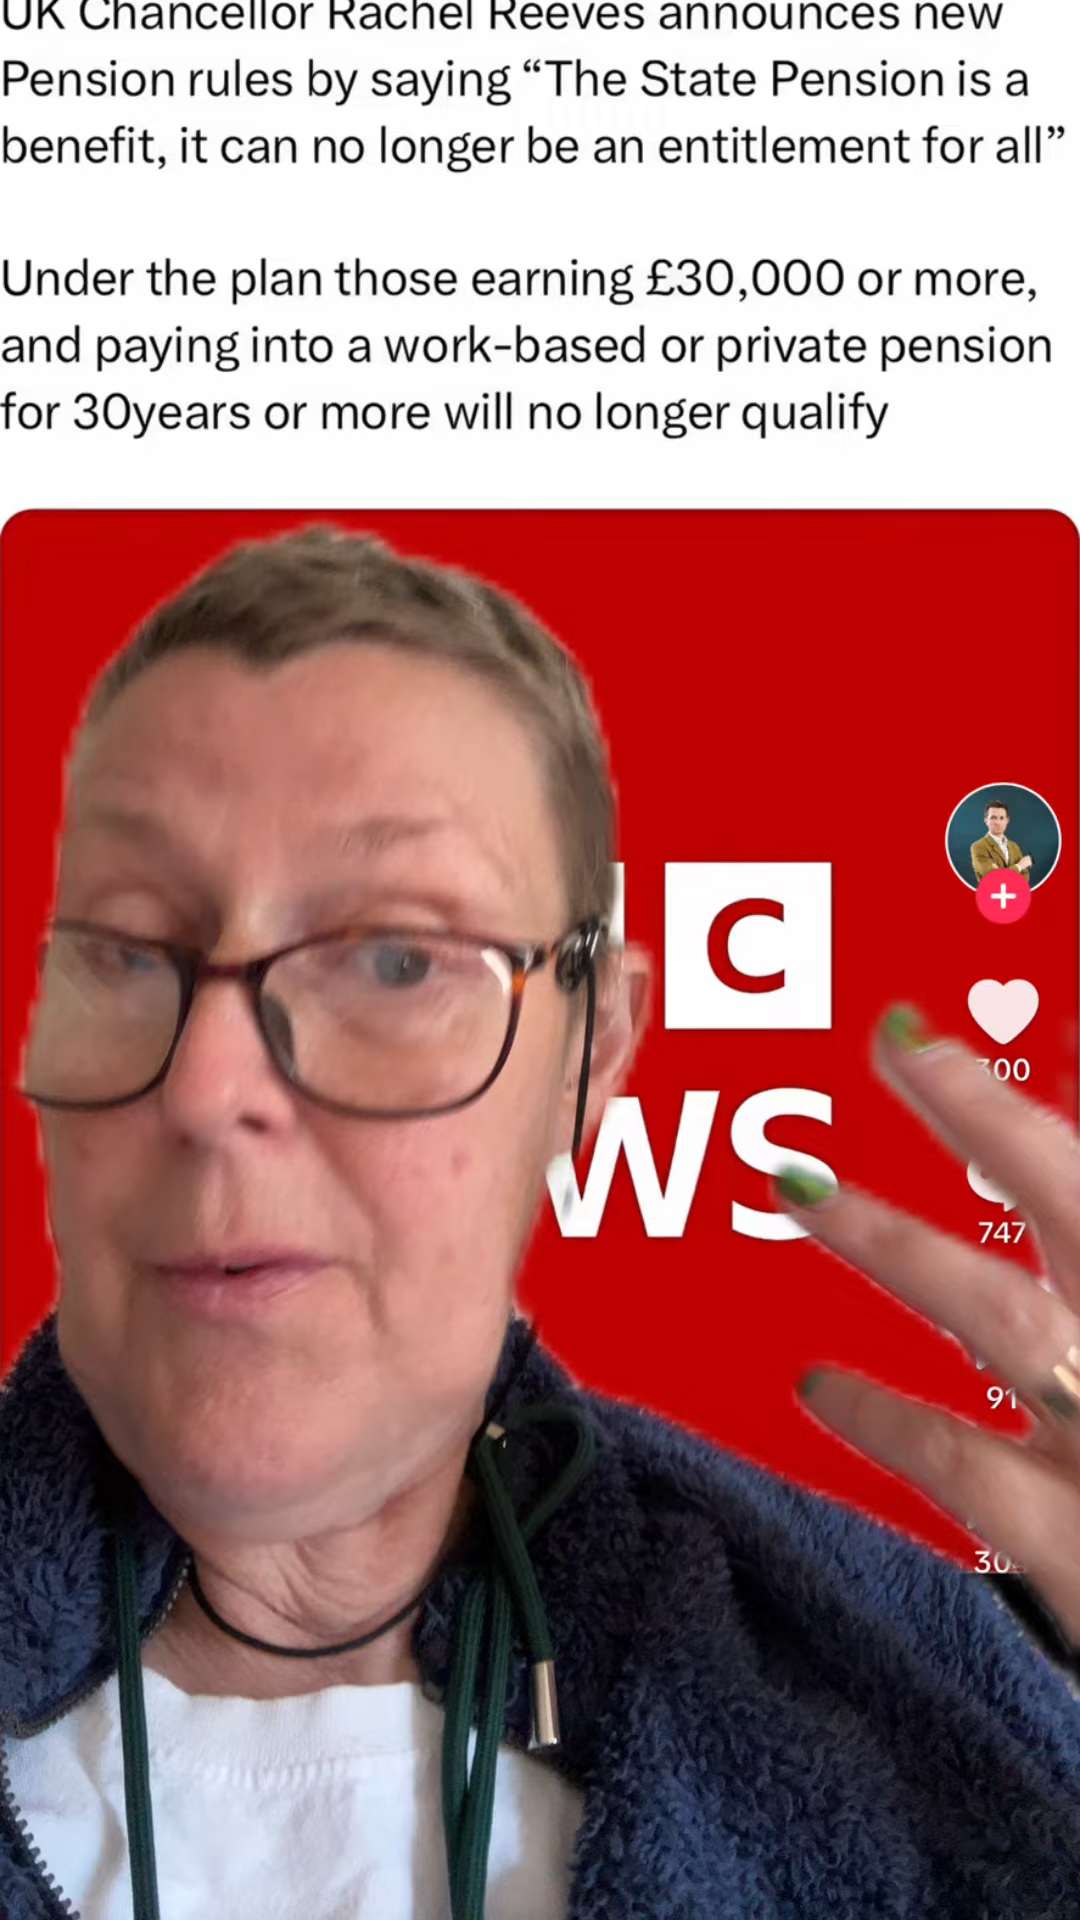 UK Chancellor Rachel Reeves announces new
Pension rules by saying “The State Pension is a
benefit, it can no longer be an entitlement for all”
Under the plan those earning £30,000 or more,
and paying into a work-based or private pension
for 30years or more will no longer qualify
C
WS
300
747
91